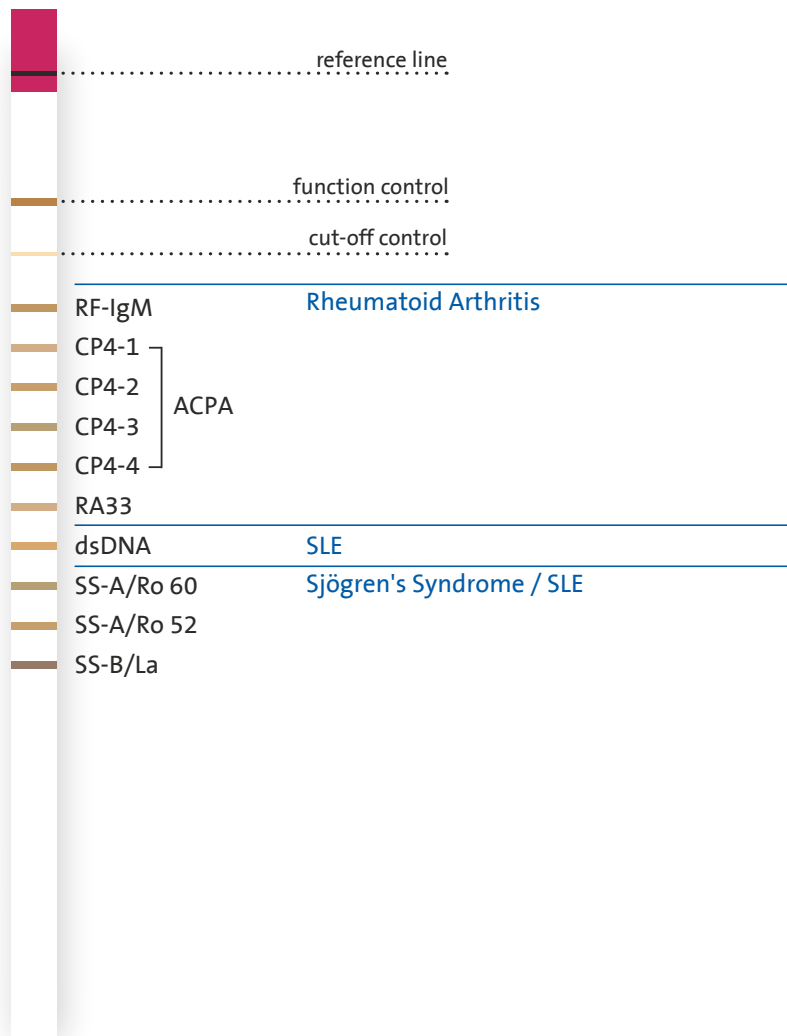 reference line
function control
cut-off control
RF-IgM Rheumatoid Arthritis
CP4-1
CP4-2
ACPA
CP4-3
CP4-4
RA33
dsDNA SLE
SS-A/Ro 60 Sjögren's Syndrome / SLE
SS-A/Ro 52
SS-B/La